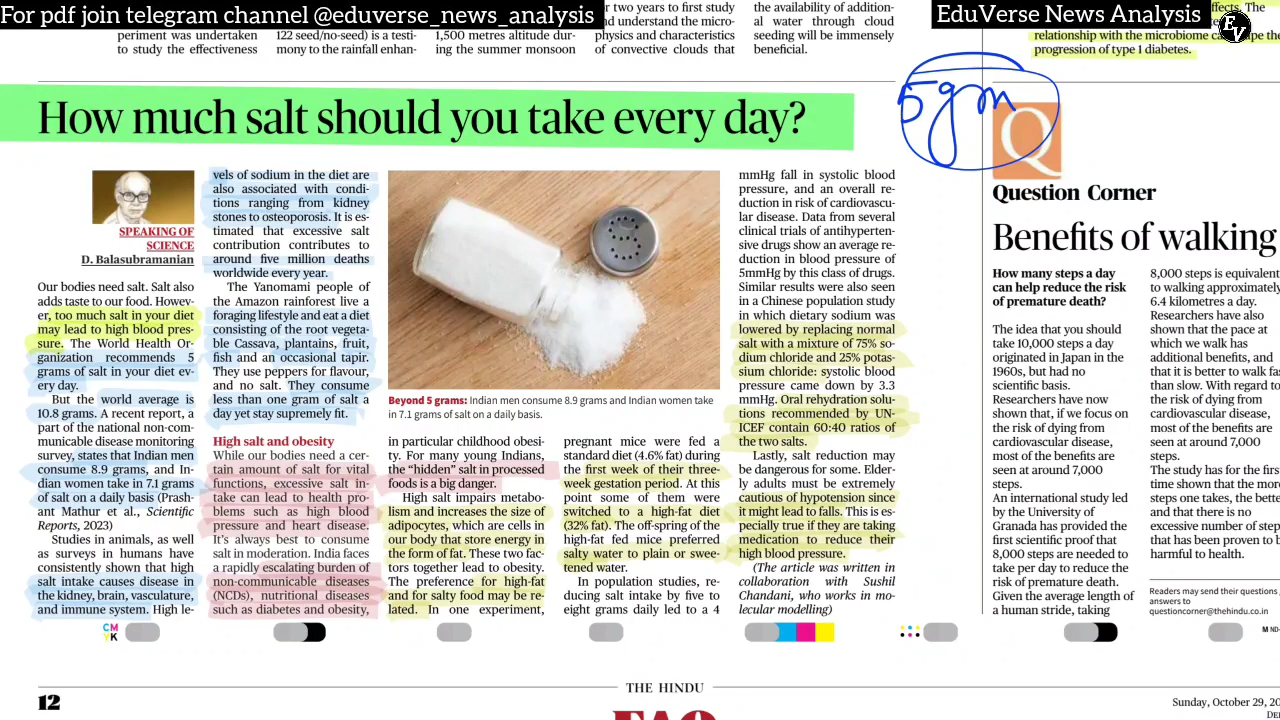 For pdf join telegram channel @eduverse_news_analysis
EduVerse News Analysis
periment was undertaken
to study the effectiveness
122 seed/no-seed) is a testi-
mony to the rainfall enhan-
1,500 metres altitude dur-
ing the summer monsoon
or two years to first study
and understand the micro-
physics and characteristics
of convective clouds that
the availability of addition-
al water through cloud
seeding will be immensely
beneficial.
effects. The
relationship with the microbiome can shape the
progression of type 1 diabetes.
How much salt should you take every day?
5gm
SPEAKING OF
SCIENCE
D. Balasubramanian
Our bodies need salt. Salt also
adds taste to our food. Howev-
er, too much salt in your diet
may lead to high blood pres-
sure. The World Health Or-
ganization recommends 5
grams of salt in your diet ev-
ery day.
But the world average is
10.8 grams. A recent report, a
part of the national non-com-
municable disease monitoring
survey, states that Indian men
consume 8.9 grams, and In-
dian women take in 7.1 grams
of salt on a daily basis (Prash-
ant Mathur et al., Scientific
Reports, 2023)
Studies in animals, as well
as surveys in humans have
consistently shown that high
salt intake causes disease in
the kidney, brain, vasculature,
and immune system. High le-
vels of sodium in the diet are
also associated with condi-
tions ranging from kidney
stones to osteoporosis. It is es-
timated that excessive salt
contribution contributes to
around five million deaths
worldwide every year.
The Yanomami people of
the Amazon rainforest live a
foraging lifestyle and eat a diet
consisting of the root vegeta-
ble Cassava, plantains, fruit,
fish and an occasional tapir.
They use peppers for flavour,
and no salt. They consume
less than one gram of salt a
day yet stay supremely fit.
High salt and obesity
While our bodies need a cer-
tain amount of salt for vital
functions, excessive salt in-
take can lead to health pro-
blems such as high blood
pressure and heart disease.
It's always best to consume
salt in moderation. India faces
a rapidly escalating burden of
non-communicable diseases
(NCDs), nutritional diseases
such as diabetes and obesity,
Beyond 5 grams: Indian men consume 8.9 grams and Indian women take
in 7.1 grams of salt on a daily basis.
in particular childhood obesi-
ty. For many young Indians,
the "hidden" salt in processed
foods is a big danger.
High salt impairs metabo-
lism and increases the size of
adipocytes, which are cells in
our body that store energy in
the form of fat. These two fac-
tors together lead to obesity.
The preference for high-fat
and for salty food may be re-
lated. In one experiment,
pregnant mice were fed a
standard diet (4.6% fat) during
the first week of their three-
week gestation period. At this
point some of them were
switched to a high-fat diet
(32% fat). The off-spring of the
high-fat fed mice preferred
salty water to plain or swee-
tened water.
In population studies, re-
ducing salt intake by five to
eight grams daily led to a 4
mmHg fall in systolic blood
pressure, and an overall re-
duction in risk of cardiovascu-
lar disease. Data from several
clinical trials of antihyperten-
sive drugs show an average re-
duction in blood pressure of
5mmHg by this class of drugs.
Similar results were also seen
in a Chinese population study
in which dietary sodium was
lowered by replacing normal
salt with a mixture of 75% so-
dium chloride and 25% potas-
sium chloride: systolic blood
pressure came down by 3.3
mmHg. Oral rehydration solu-
tions recommended by UN-
ICEF contain 60:40 ratios of
the two salts.
Lastly, salt reduction may
be dangerous for some. Elder-
ly adults must be extremely
cautious of hypotension since
it might lead to falls. This is es-
pecially true if they are taking
medication to reduce their
high blood pressure.
(The article was written in
collaboration with Sushil
Chandani, who works in mo-
lecular modelling)
Q
Question Corner
Benefits of walking
How many steps a day
can help reduce the risk
of premature death?
The idea that you should
take 10,000 steps a day
originated in Japan in the
1960s, but had no
scientific basis.
Researchers have now
shown that, if we focus on
the risk of dying from
cardiovascular disease,
most of the benefits are
seen at around 7,000
steps.
An international study led
by the University of
Granada has provided the
first scientific proof that
8,000 steps are needed to
take per day to reduce the
risk of premature death.
Given the average length of
a human stride, taking
8,000 steps is equivalent
to walking approximately
6.4 kilometres a day.
Researchers have also
shown that the pace at
which we walk has
additional benefits, and
that it is better to walk fast
than slow. With regard to
the risk of dying from
cardiovascular disease,
most of the benefits are
seen at around 7,000
steps.
The study has for the first
time shown that the more
steps one takes, the better
and that there is no
excessive number of steps
that has been proven to b
harmful to health.
Readers may send their questions
answers to
questioncorner@thehindu.co.in
CM
YK
M ND-
12
THE HINDU
FAQ
Sunday, October 29, 20